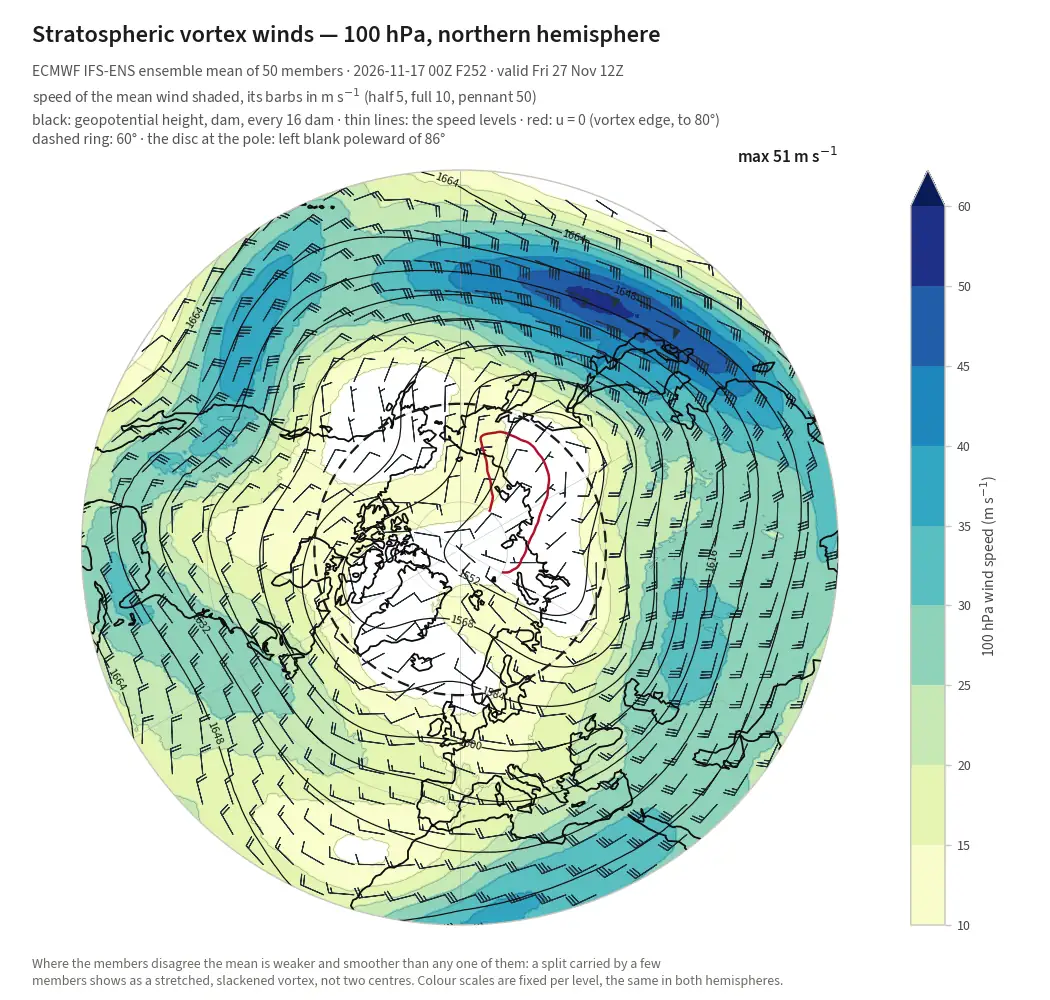 Stratospheric vortex winds — 100 hPa, northern hemisphere
ECMWF IFS-ENS ensemble mean of 50 members · 2026-11-17 00Z F252 · valid Fri 27 Nov 12Z
speed of the mean wind shaded, its barbs in m s⁻¹ (half 5, full 10, pennant 50)
black: geopotential height, dam, every 16 dam · thin lines: the speed levels · red: u = 0 (vortex edge, to 80°)
dashed ring: 60° · the disc at the pole: left blank poleward of 86°
max 51 m s⁻¹
1664
1664
1648
1664
1616
1552
1568
1632
1584
1664
1648
60
50
45
40
35
30
25
20
15
10
100 hPa wind speed (m s⁻¹)
Where the members disagree the mean is weaker and smoother than any one of them: a split carried by a few
members shows as a stretched, slackened vortex, not two centres. Colour scales are fixed per level, the same in both hemispheres.